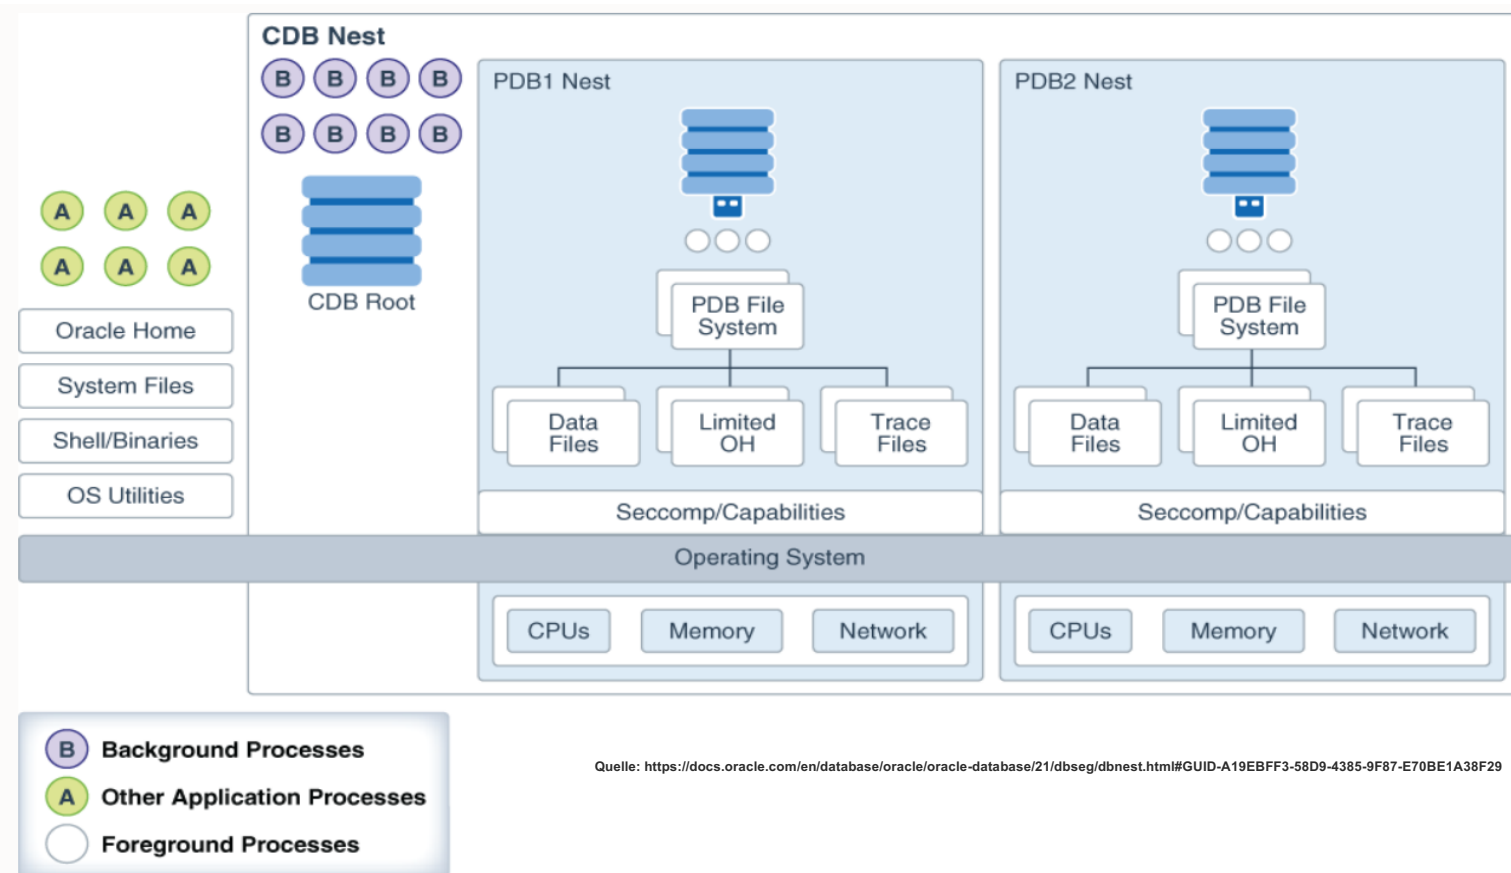 CDB Nest
B B B B
B B B B
CDB Root
A A A
A A A
Oracle Home
System Files
Shell/Binaries
OS Utilities
PDB1 Nest
PDB File
System
Data
Files
Limited
OH
Trace
Files
Seccomp/Capabilities
PDB2 Nest
PDB File
System
Data
Files
Limited
OH
Trace
Files
Seccomp/Capabilities
Operating System
CPUs
Memory
Network
CPUs
Memory
Network
B Background Processes
A Other Application Processes
Foreground Processes
Quelle: https://docs.oracle.com/en/database/oracle/oracle-database/21/dbseg/dbnest.html#GUID-A19EBFF3-58D9-4385-9F87-E70BE1A38F29